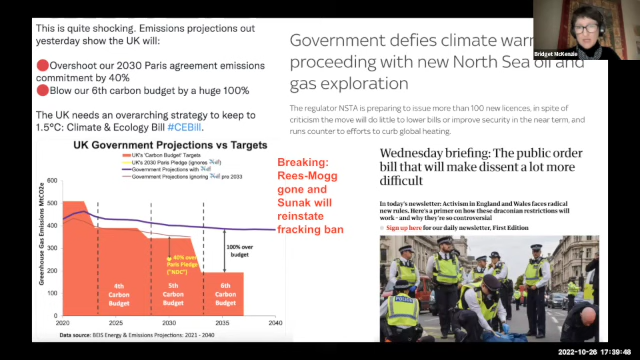 This is quite shocking. Emissions projections out
yesterday show the UK will:
Overshoot our 2030 Paris agreement emissions
commitment by 40%
Blow our 6th carbon budget by a huge 100%
The UK needs an overarching strategy to keep to
1.5°C: Climate & Ecology Bill #CEBill.
UK Government Projections vs Targets
UK's 'Carbon Budget' Targets
UK's 2030 Paris Pledge (ignores
Government Projections with
Government Projections ignoring pre 2033
Greenhouse Gas Emissions MtCO2e
600
500
400
300
200
100
0
4th
Carbon
Budget
5th
Carbon
Budget
6th
Carbon
Budget
40% over
Paris Pledge
("NDC")
100% over
budget
2020
2025
2030
2035
2040
Data source: BEIS Energy & Emissions Projections: 2021 - 2040
Breaking:
Rees-Mogg
gone and
Sunak will
reinstate
fracking ban
Government defies climate
proceeding with new North Sea oil and
gas exploration
The regulator NSTA is preparing to issue more than 100 new licences, in spite of
criticism the move will do little to lower bills or improve security in the near term, and
runs counter to efforts to curb global heating.
Wednesday briefing: The public order
bill that will make dissent a lot more
difficult
In today's newsletter: Activism in England and Wales faces radical
new rules. Here's a primer on how these draconian restrictions will
work – and why they're so controversial
Sign up here for our daily newsletter, First Edition
POLICE
Bridget McKenzie
2022-10-26 17:39:48